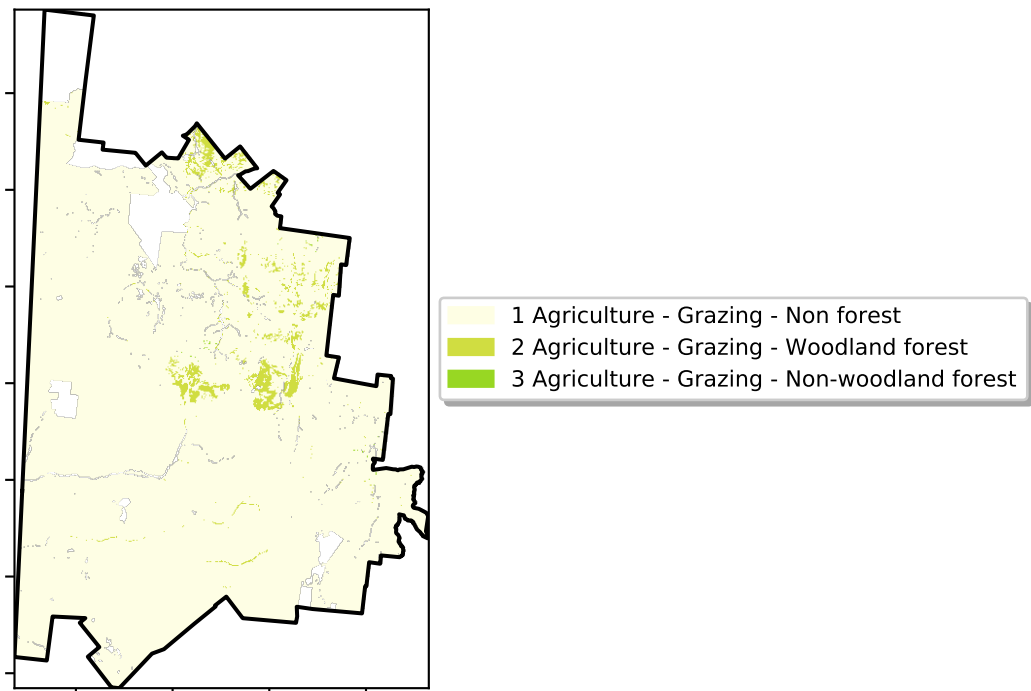 1 Agriculture - Grazing - Non forest
2 Agriculture - Grazing - Woodland forest
3 Agriculture - Grazing - Non-woodland forest